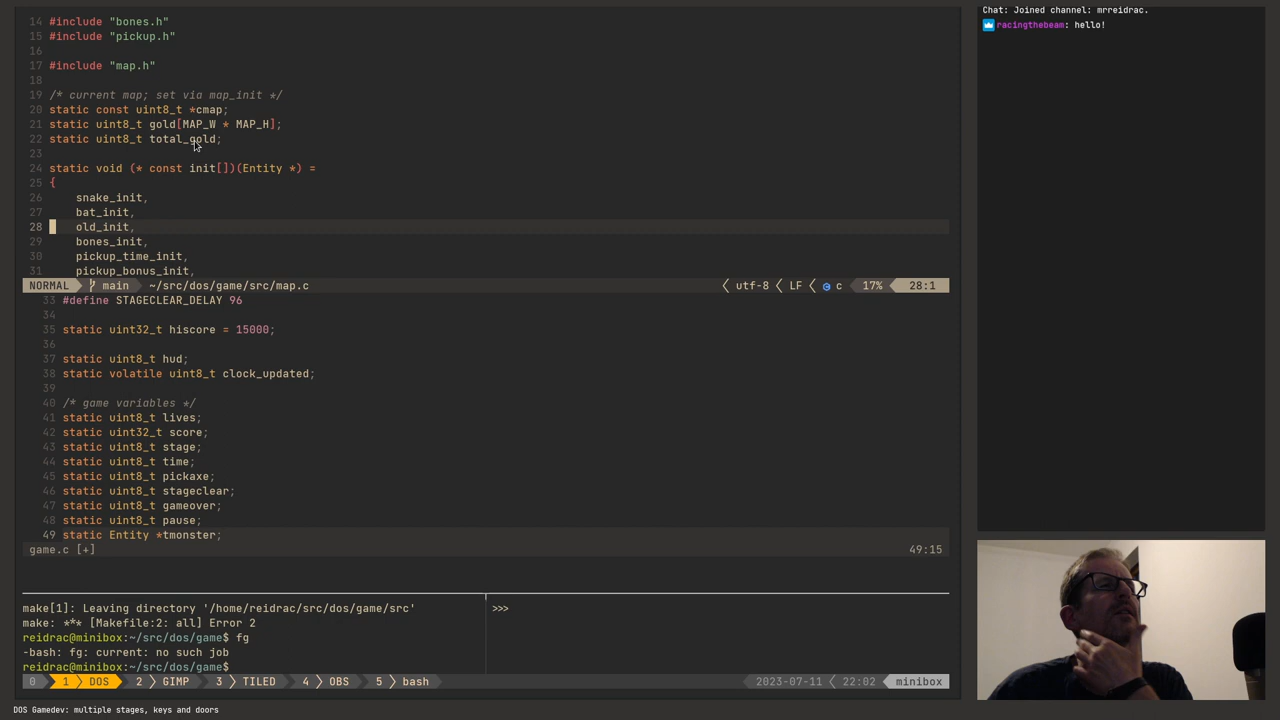 14 #include "bones.h"
15 #include "pickup.h"
16
17 #include "map.h"
18
19 /* current map; set via map_init */
20 static const uint8_t *cmap;
21 static uint8_t gold[MAP_W * MAP_H];
22 static uint8_t total_gold;
23
24 static void (* const init[])(Entity *) =
25 {
26 snake_init,
27 bat_init,
28 old_init,
29 bones_init,
30 pickup_time_init,
31 pickup_bonus_init,
NORMAL main ~/src/dos/game/src/map.c utf-8 LF c 17% 28:1
33 #define STAGECLEAR_DELAY 96
34
35 static uint32_t hiscore = 15000;
36
37 static uint8_t hud;
38 static volatile uint8_t clock_updated;
39
40 /* game variables */
41 static uint8_t lives;
42 static uint32_t score;
43 static uint8_t stage;
44 static uint8_t time;
45 static uint8_t pickaxe;
46 static uint8_t stageclear;
47 static uint8_t gameover;
48 static uint8_t pause;
49 static Entity *tmonster;
game.c [+] 49:15
make[1]: Leaving directory '/home/reidrac/src/dos/game/src'
make: *** [Makefile:2: all] Error 2
reidrac@minibox:~/src/dos/game$ fg
-bash: fg: current: no such job
reidrac@minibox:~/src/dos/game$
>>>
0 1 DOS 2 GIMP 3 TILED 4 OBS 5 bash 2023-07-11 22:02 minibox
DOS Gamedev: multiple stages, keys and doors
Chat: Joined channel: mrreidrac.
racingthebeam: hello!